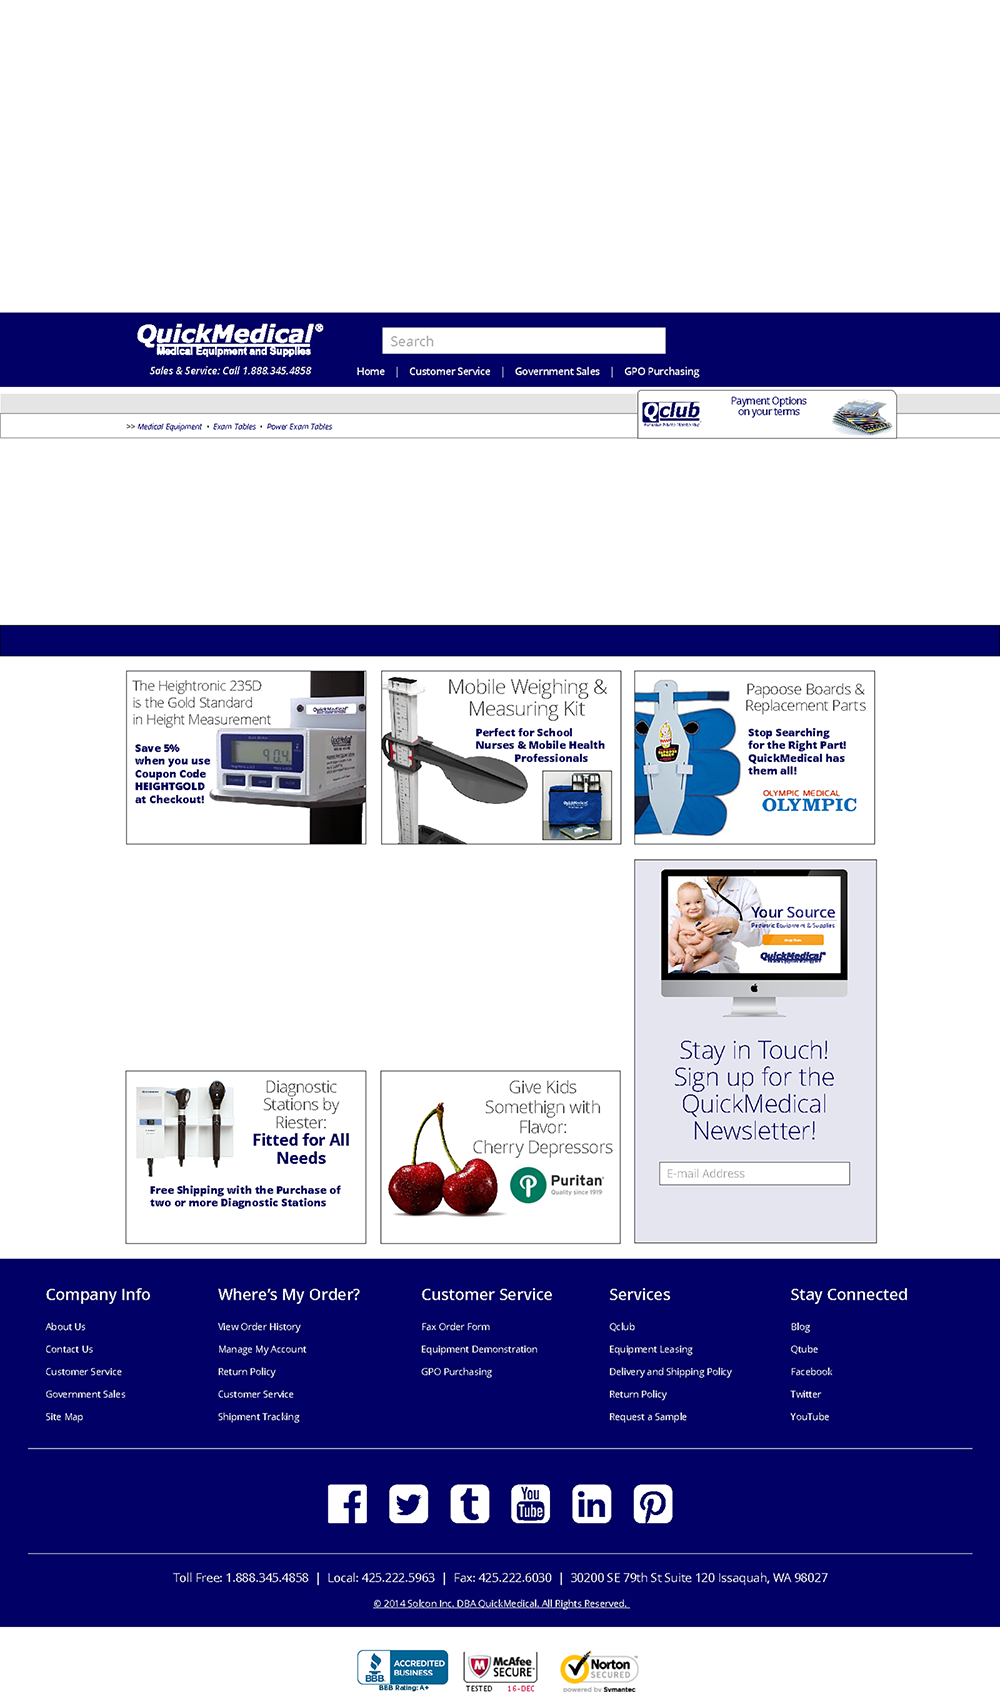 QuickMedical®
Medical Equipment and Supplies
Sales & Service: Call 1.888.345.4858
Search
Home | Customer Service | Government Sales | GPO Purchasing
Qclub
Payment Options
on your terms
>> Medical Equipment • Exam Tables • Power Exam Tables
The Heightronic 235D
is the Gold Standard
in Height Measurement
Save 5%
when you use
Coupon Code
HEIGHTGOLD
at Checkout!
QuickMedical
90.4
Mobile Weighing &
Measuring Kit
Perfect for School
Nurses & Mobile Health
Professionals
QuickMedical
Papoose Boards &
Replacement Parts
Stop Searching
for the Right Part!
QuickMedical has
them all!
OLYMPIC MEDICAL
OLYMPIC
Your Source
Pediatric Equipment & Supplies
QuickMedical®
Stay in Touch!
Sign up for the
QuickMedical
Newsletter!
E-mail Address
Diagnostic
Stations by
Riester:
Fitted for All
Needs
Free Shipping with the Purchase of
two or more Diagnostic Stations
Give Kids
Somethign with
Flavor:
Cherry Depressors
Puritan®
Quality since 1919
Company Info
About Us
Contact Us
Customer Service
Government Sales
Site Map
Where's My Order?
View Order History
Manage My Account
Return Policy
Customer Service
Shipment Tracking
Customer Service
Fax Order Form
Equipment Demonstration
GPO Purchasing
Services
Qclub
Equipment Leasing
Delivery and Shipping Policy
Return Policy
Request a Sample
Stay Connected
Blog
Qtube
Facebook
Twitter
YouTube
You
Tube
Toll Free: 1.888.345.4858 | Local: 425.222.5963 | Fax: 425.222.6030 | 30200 SE 79th St Suite 120 Issaquah, WA 98027
© 2014 Solcon Inc. DBA QuickMedical. All Rights Reserved.
BBB
ACCREDITED
BUSINESS
BBB Rating: A+
McAfee
SECURE™
TESTED 16-DEC
Norton
SECURED
powered by Symantec